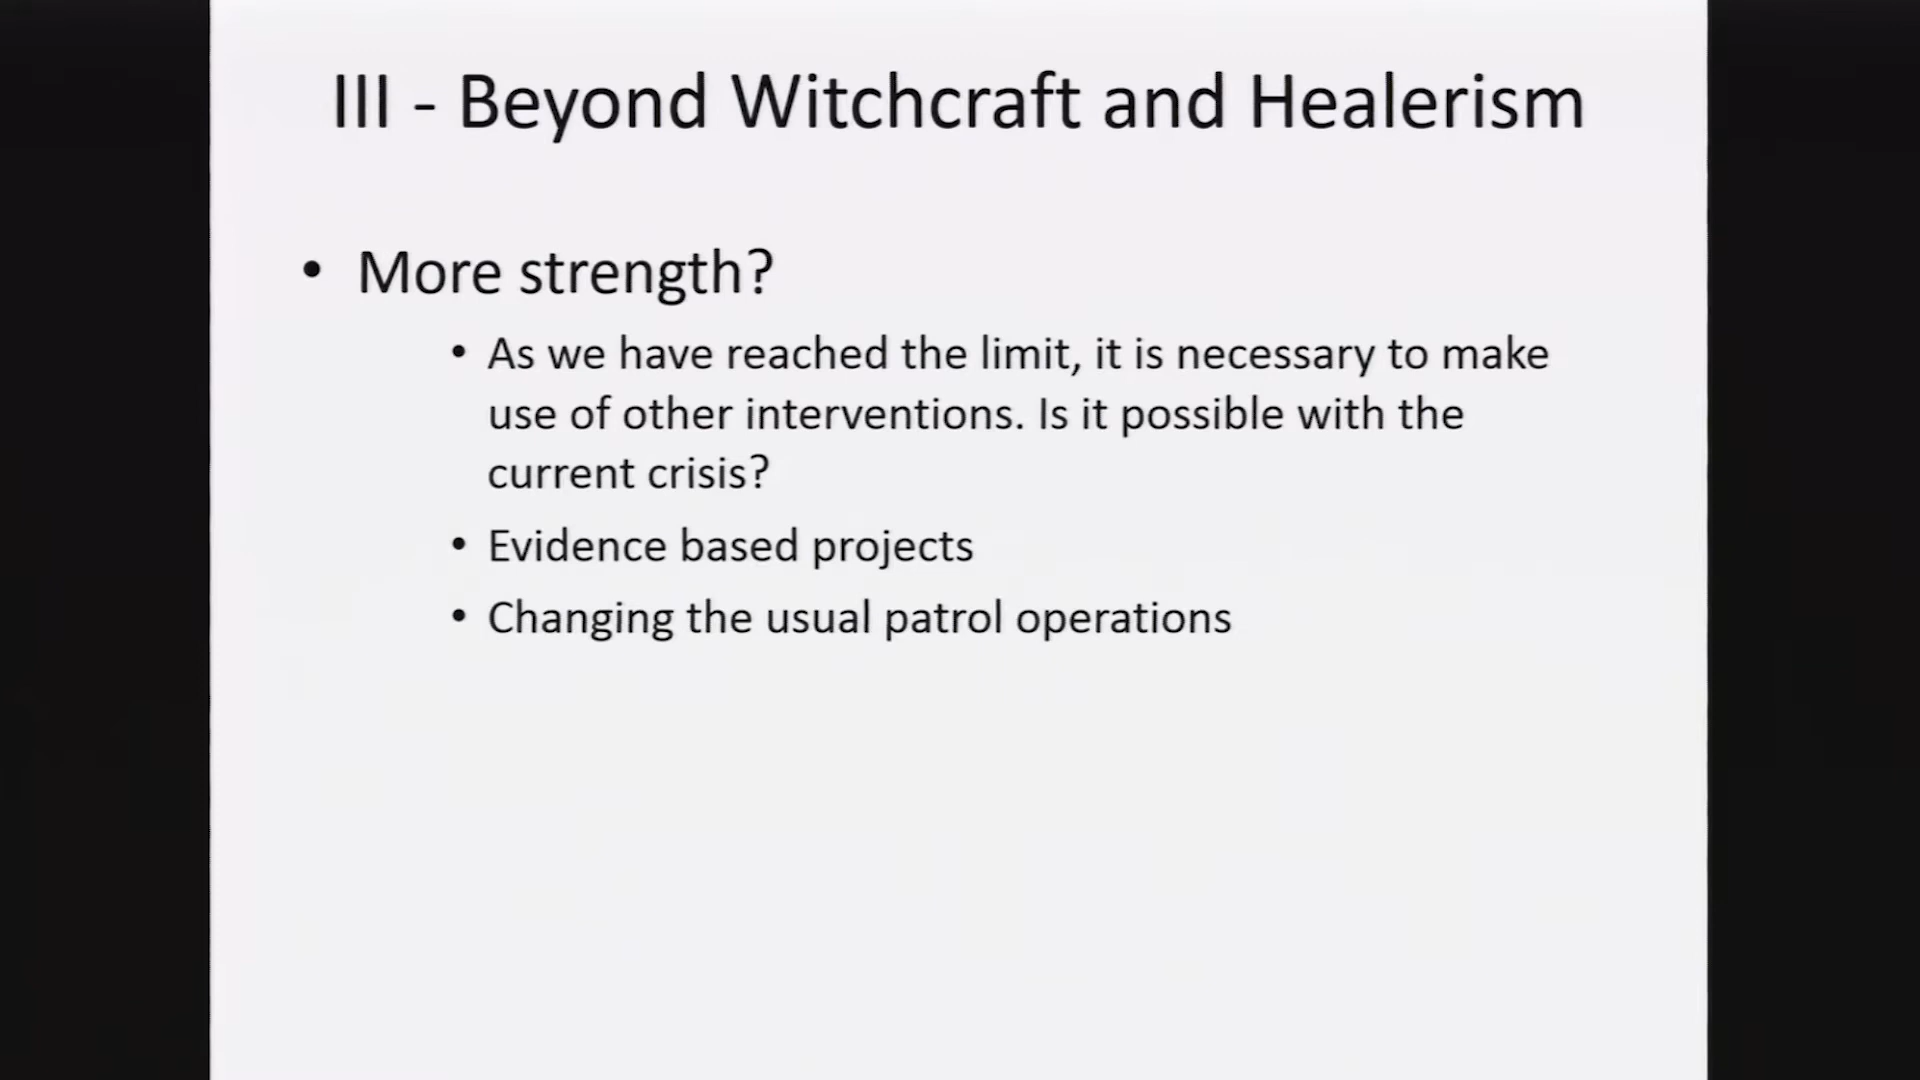 III - Beyond Witchcraft and Healerism
• More strength?
• As we have reached the limit, it is necessary to make
use of other interventions. Is it possible with the
current crisis?
• Evidence based projects
• Changing the usual patrol operations